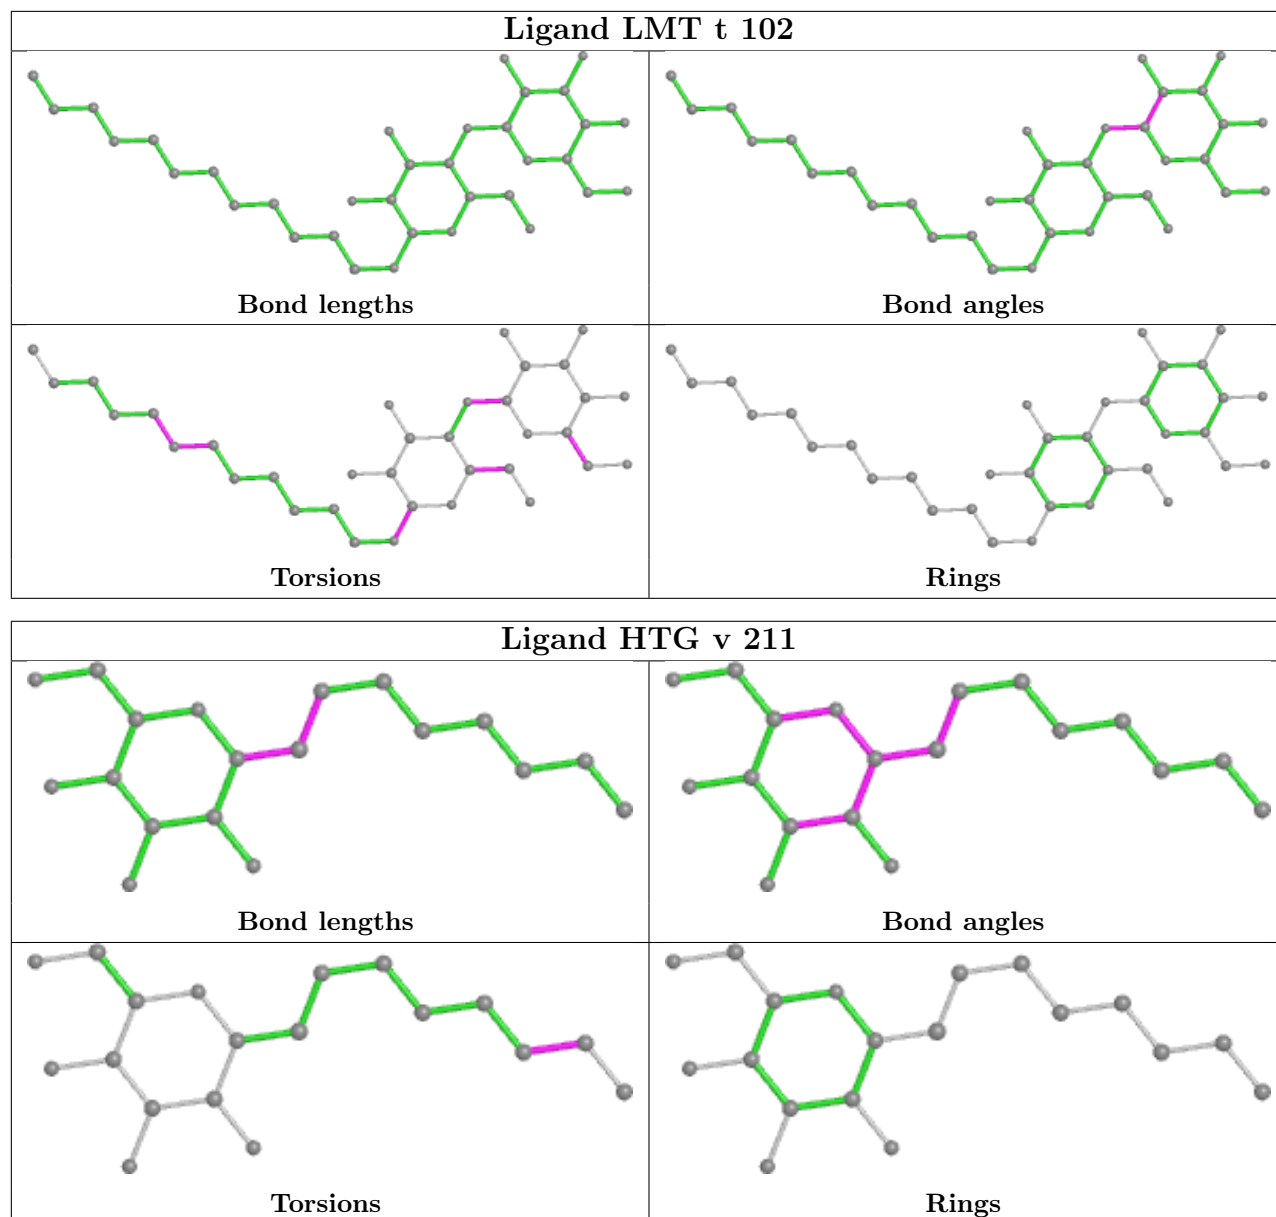 Ligand LMT t 102
Bond lengths
Bond angles
Torsions
Rings
Ligand HTG v 211
Bond lengths
Bond angles
Torsions
Rings